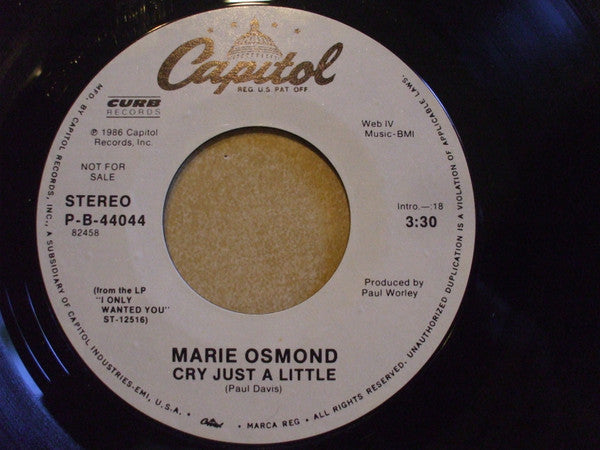 Capitol
REG. U.S. PAT. OFF.
CURB
RECORDS
℗ 1986 Capitol
Records, Inc.
NOT FOR
SALE
STEREO
P-B-44044
82458
(from the LP
"I ONLY
WANTED YOU"
ST-12516)
Web IV
Music-BMI
Intro.—:18
3:30
Produced by
Paul Worley
MARIE OSMOND
CRY JUST A LITTLE
(Paul Davis)
MFG. BY CAPITOL RECORDS, INC., A SUBSIDIARY OF CAPITOL INDUSTRIES-EMI, U.S.A. • Capitol • MARCA REG • ALL RIGHTS RESERVED. UNAUTHORIZED DUPLICATION IS A VIOLATION OF APPLICABLE LAWS.